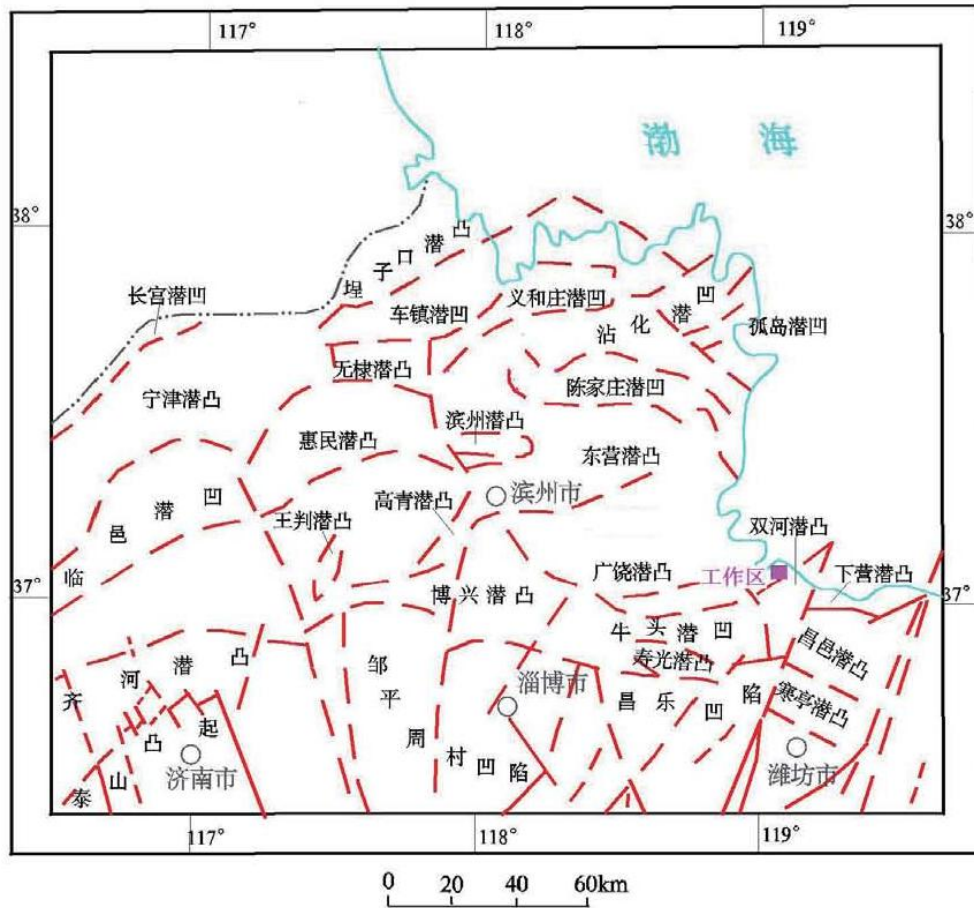 117°
118°
119°
渤海
38°
38°
埕子口潜凸
长宫潜凹
车镇潜凹
义和庄潜凹
沾化潜凹
孤岛潜凹
无棣潜凸
宁津潜凸
陈家庄潜凹
滨州潜凸
惠民潜凸
东营潜凸
临邑潜凹
高青潜凸
滨州市
王判潜凸
双河潜凸
广饶潜凸
工作区
下营潜凸
37°
37°
博兴潜凸
牛头潜凹
昌邑潜凸
寿光潜凸
齐河潜凸
邹平周村凹陷
淄博市
昌乐凹陷
寒亭潜凸
泰山凸起
济南市
潍坊市
117°
118°
119°
0 20 40 60km